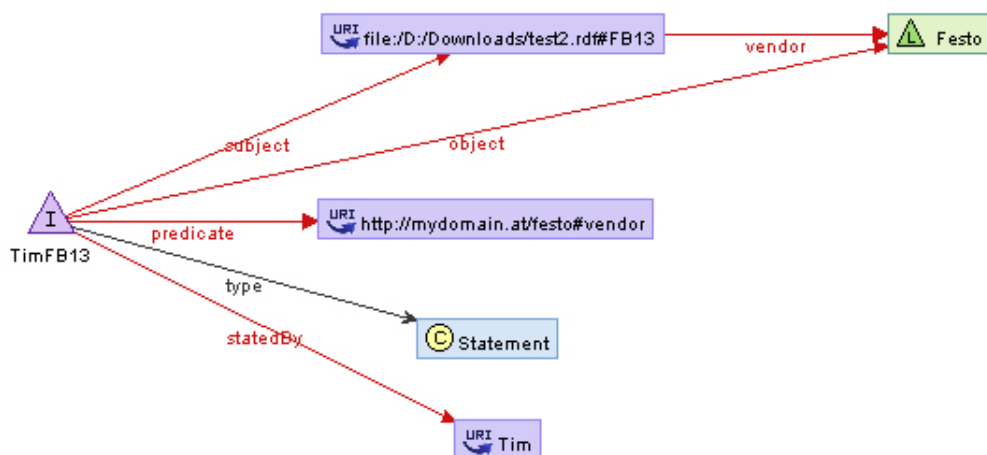 URI file:/D:/Downloads/test2.rdf#FB13
vendor
L Festo
subject
object
I
TimFB13
predicate
URI http://mydomain.at/festo#vendor
type
C Statement
statedBy
URI Tim